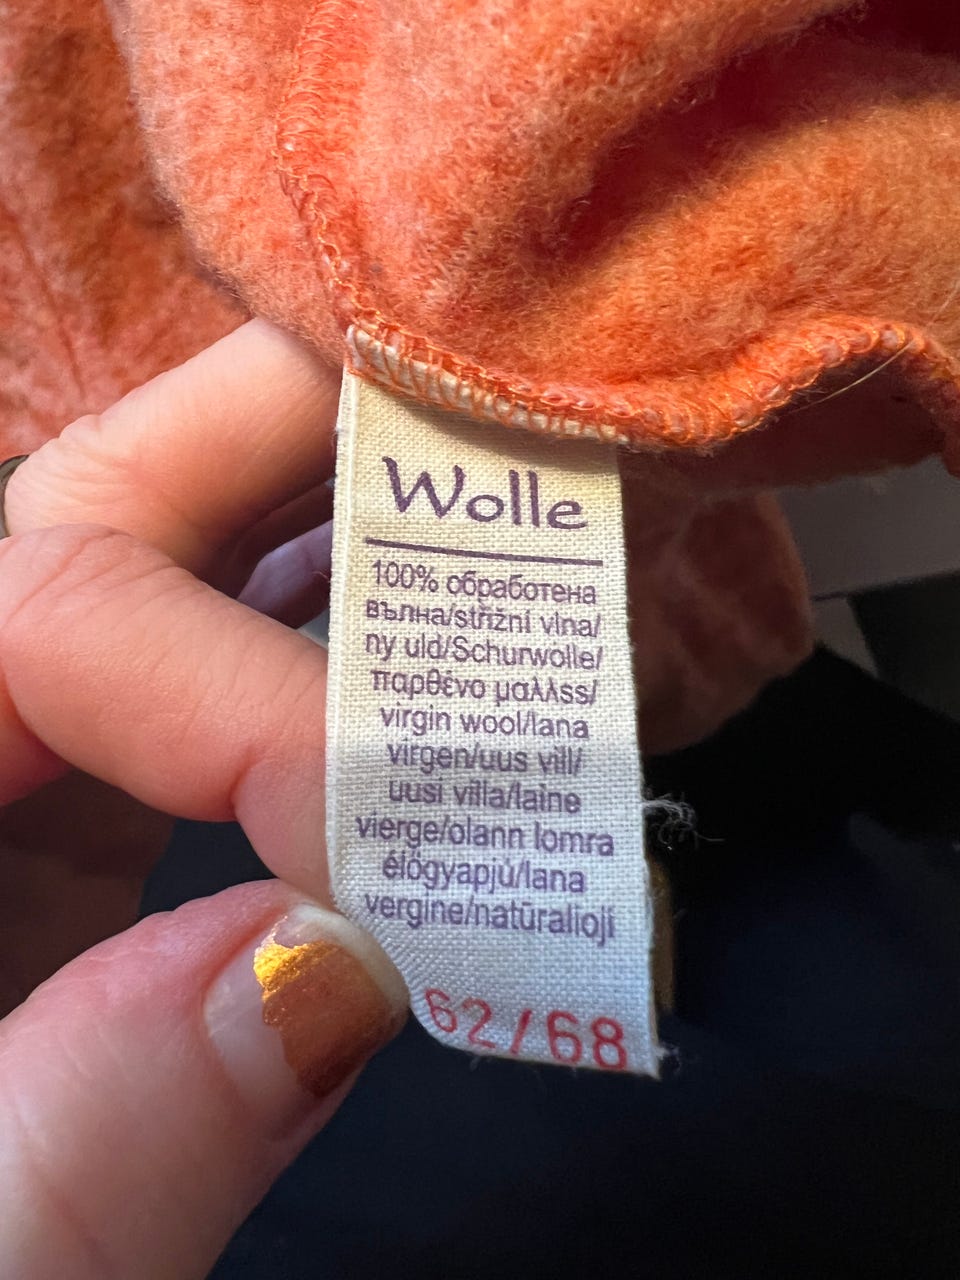 Wolle
100% обработена
вълна/střižní vlna/
ny uld/Schurwolle/
παρθένο μαλλss/
virgin wool/lana
virgen/uus vill/
uusi villa/laine
vierge/olann lomra
élőgyapjú/lana
vergine/natūralioji
62/68